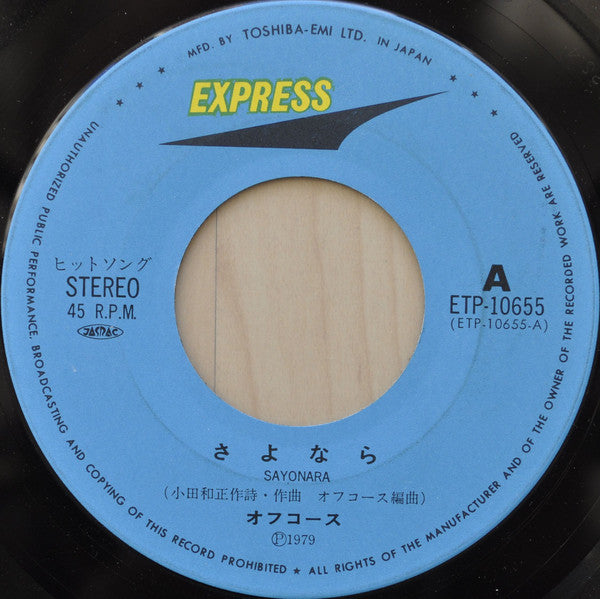 MFD. BY TOSHIBA-EMI LTD. IN JAPAN
EXPRESS
ヒットソング
STEREO
45 R.P.M.
JASRAC
A
ETP-10655
(ETP-10655-A)
さよなら
SAYONARA
(小田和正作詩・作曲 オフコース編曲)
オフコース
Ⓟ1979
UNAUTHORIZED PUBLIC PERFORMANCE, BROADCASTING AND COPYING OF THIS RECORD PROHIBITED ★ ALL RIGHTS OF THE MANUFACTURER AND OF THE OWNER OF THE RECORDED WORK ARE RESERVED